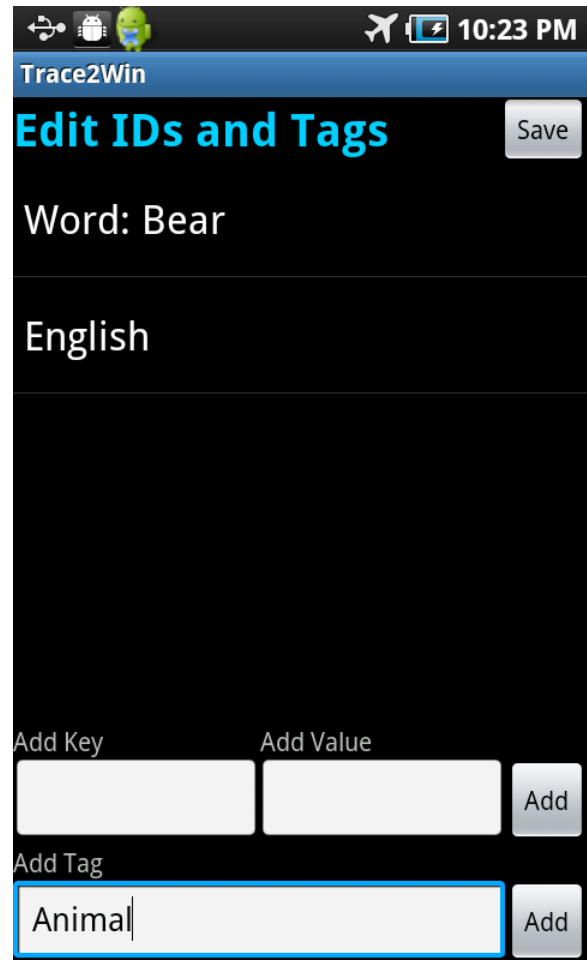 10:23 PM
Trace2Win
Edit IDs and Tags Save
Word: Bear
English
Add Key Add Value
Add
Add Tag
Animal Add